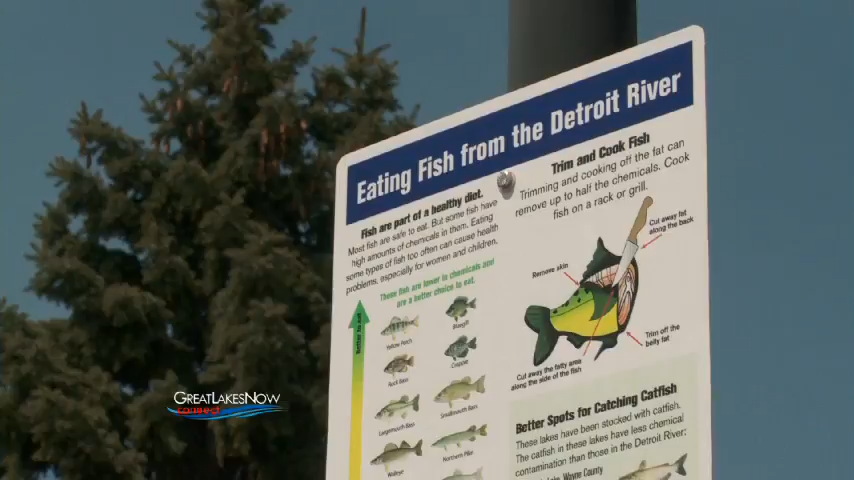 Eating Fish from the Detroit River
Fish are part of a healthy diet.
Most fish are safe to eat. But some fish have
high amounts of chemicals in them. Eating
some types of fish too often can cause health
problems, especially for women and children.
These fish are lower in chemicals and
are a better choice to eat.
better to eat
Yellow Perch
Bluegill
Rock Bass
Crappie
Largemouth Bass
Smallmouth Bass
Walleye
Northern Pike
Trim and Cook Fish
Trimming and cooking off the fat can
remove up to half the chemicals. Cook
fish on a rack or grill.
Cut away fat
along the back
Remove skin
Trim off the
belly fat
Cut away the fatty area
along the side of the fish
Better Spots for Catching Catfish
These lakes have been stocked with catfish.
The catfish in these lakes have less chemical
contamination than those in the Detroit River:
Lake, Wayne County
GREATLAKESNOW
connect